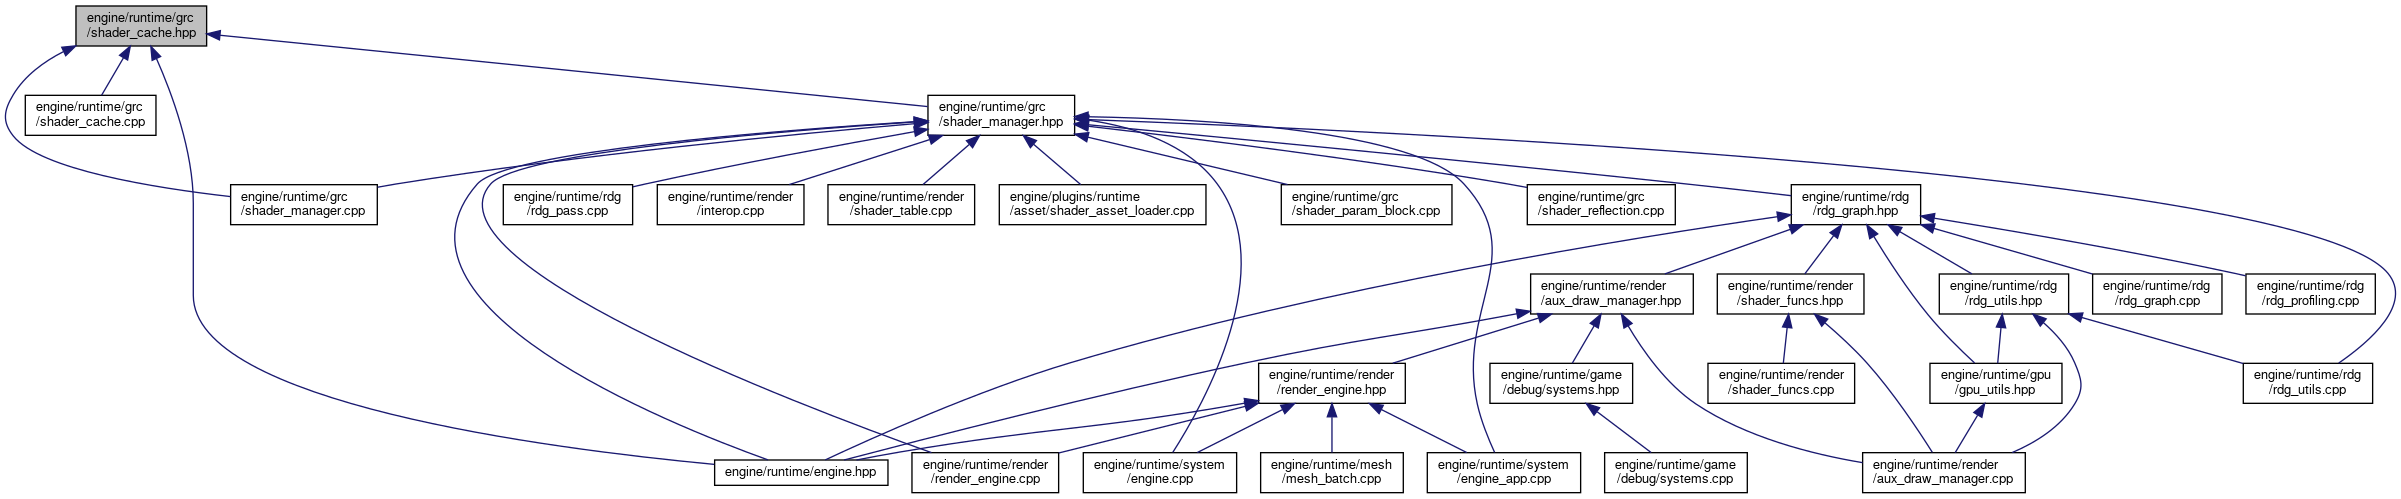 engine/runtime/grc
/shader_cache.hpp
engine/runtime/grc
/shader_cache.cpp
engine/runtime/grc
/shader_manager.hpp
engine/runtime/grc
/shader_manager.cpp
engine/runtime/rdg
/rdg_pass.cpp
engine/runtime/render
/interop.cpp
engine/runtime/render
/shader_table.cpp
engine/plugins/runtime
/asset/shader_asset_loader.cpp
engine/runtime/grc
/shader_param_block.cpp
engine/runtime/grc
/shader_reflection.cpp
engine/runtime/rdg
/rdg_graph.hpp
engine/runtime/render
/aux_draw_manager.hpp
engine/runtime/render
/shader_funcs.hpp
engine/runtime/rdg
/rdg_utils.hpp
engine/runtime/rdg
/rdg_graph.cpp
engine/runtime/rdg
/rdg_profiling.cpp
engine/runtime/render
/render_engine.hpp
engine/runtime/game
/debug/systems.hpp
engine/runtime/render
/shader_funcs.cpp
engine/runtime/gpu
/gpu_utils.hpp
engine/runtime/rdg
/rdg_utils.cpp
engine/runtime/engine.hpp
engine/runtime/render
/render_engine.cpp
engine/runtime/system
/engine.cpp
engine/runtime/mesh
/mesh_batch.cpp
engine/runtime/system
/engine_app.cpp
engine/runtime/game
/debug/systems.cpp
engine/runtime/render
/aux_draw_manager.cpp